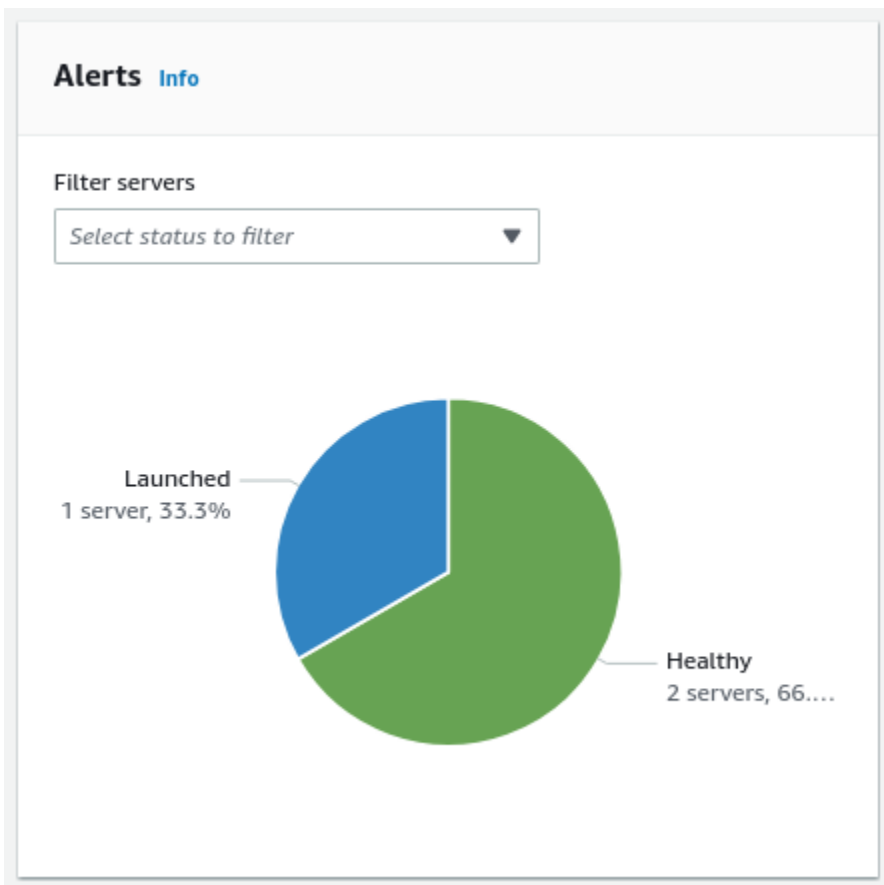 Alerts Info
Filter servers
Select status to filter
Launched
1 server, 33.3%
Healthy
2 servers, 66....